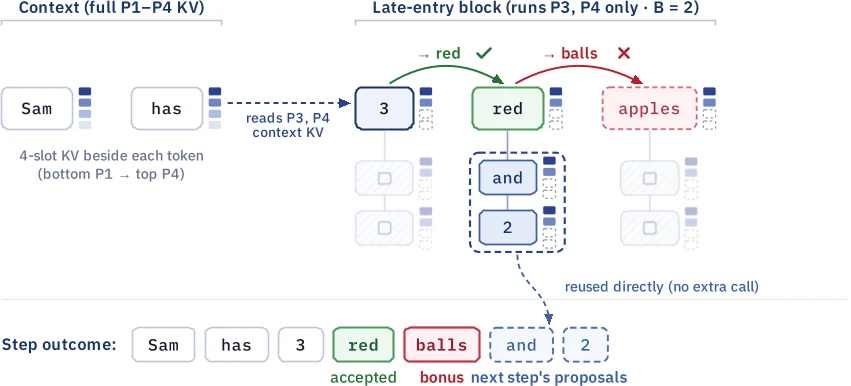 Context (full P1–P4 KV)
Late-entry block (runs P3, P4 only · B = 2)
→ red ✓
→ balls ✗
Sam
has
reads P3, P4
context KV
3
red
apples
4-slot KV beside each token
(bottom P1 → top P4)
and
2
reused directly (no extra call)
Step outcome:
Sam
has
3
red
balls
and
2
accepted
bonus
next step's proposals